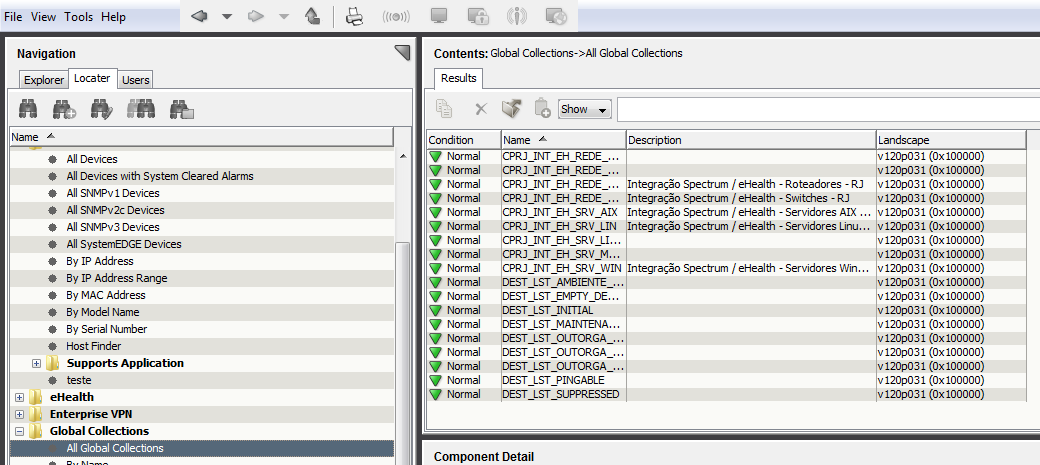 File View Tools Help
Navigation
Explorer Locater Users
Name
All Devices
All Devices with System Cleared Alarms
All SNMPv1 Devices
All SNMPv2c Devices
All SNMPv3 Devices
All SystemEDGE Devices
By IP Address
By IP Address Range
By MAC Address
By Model Name
By Serial Number
Host Finder
Supports Application
teste
eHealth
Enterprise VPN
Global Collections
All Global Collections
By Name
Contents: Global Collections->All Global Collections
Results
Show
Condition Name Description Landscape
Normal CPRJ_INT_EH_REDE_... v120p031 (0x100000)
Normal CPRJ_INT_EH_REDE_... v120p031 (0x100000)
Normal CPRJ_INT_EH_REDE_... Integração Spectrum / eHealth - Roteadores - RJ v120p031 (0x100000)
Normal CPRJ_INT_EH_REDE_... Integração Spectrum / eHealth - Switches - RJ v120p031 (0x100000)
Normal CPRJ_INT_EH_SRV_AIX Integração Spectrum / eHealth - Servidores AIX ... v120p031 (0x100000)
Normal CPRJ_INT_EH_SRV_LIN Integração Spectrum / eHealth - Servidores Linu... v120p031 (0x100000)
Normal CPRJ_INT_EH_SRV_LI... v120p031 (0x100000)
Normal CPRJ_INT_EH_SRV_M... v120p031 (0x100000)
Normal CPRJ_INT_EH_SRV_WIN Integração Spectrum / eHealth - Servidores Win... v120p031 (0x100000)
Normal DEST_LST_AMBIENTE_... v120p031 (0x100000)
Normal DEST_LST_EMPTY_DE... v120p031 (0x100000)
Normal DEST_LST_INITIAL v120p031 (0x100000)
Normal DEST_LST_MAINTENA... v120p031 (0x100000)
Normal DEST_LST_OUTORGA_... v120p031 (0x100000)
Normal DEST_LST_OUTORGA_... v120p031 (0x100000)
Normal DEST_LST_OUTORGA_... v120p031 (0x100000)
Normal DEST_LST_PINGABLE v120p031 (0x100000)
Normal DEST_LST_SUPPRESSED v120p031 (0x100000)
Component Detail